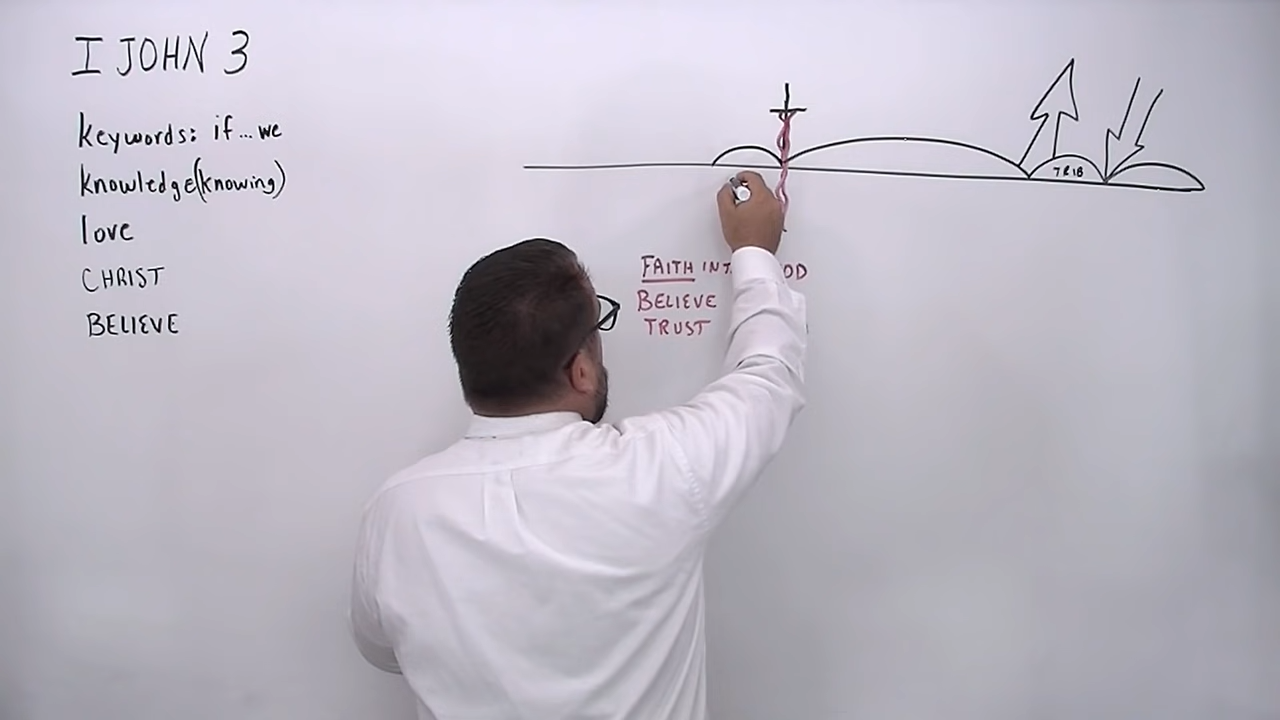 I JOHN 3
keywords: if...we
knowledge(knowing)
love
CHRIST
BELIEVE
TRIB
FAITH
BELIEVE
TRUST